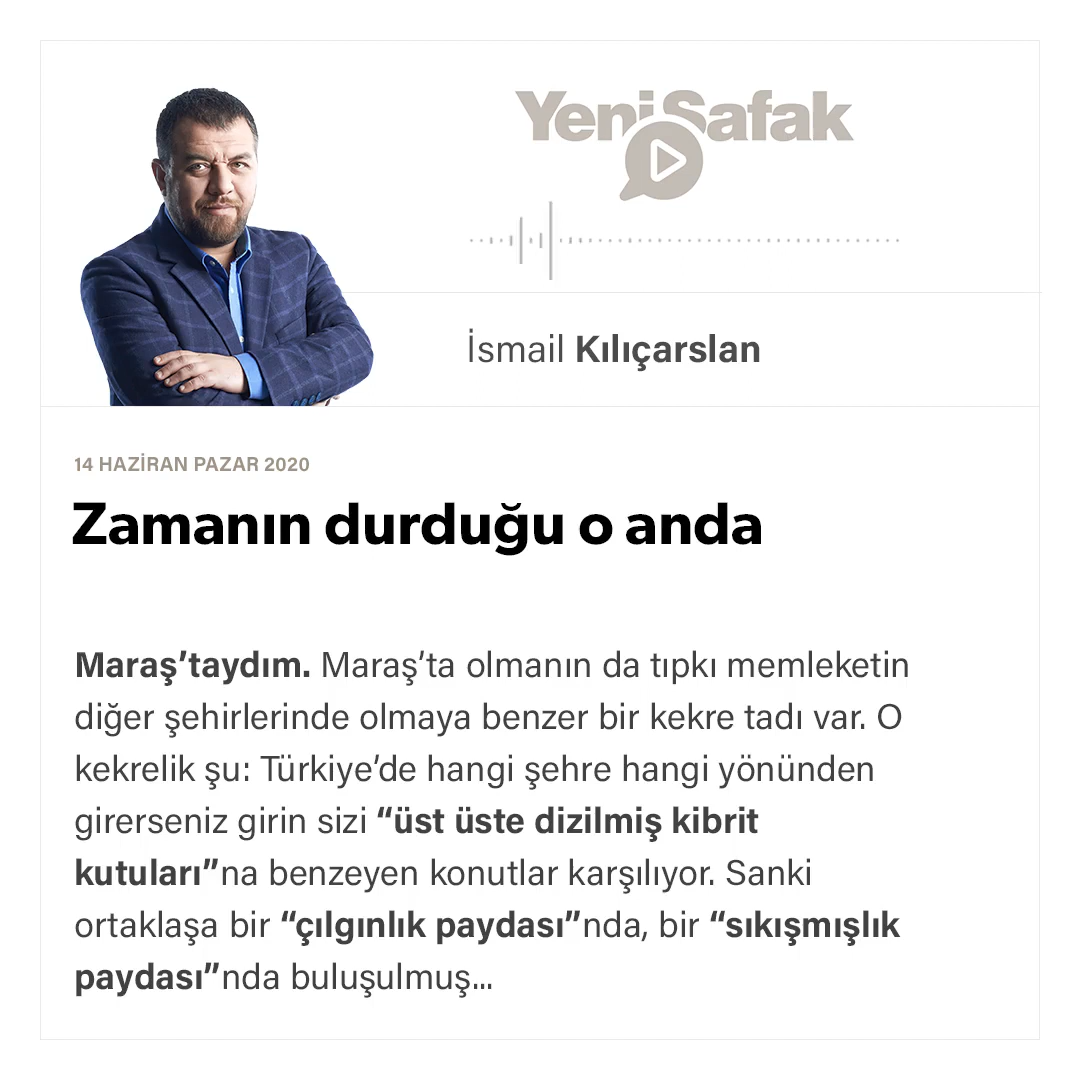 Yeni Şafak
İsmail Kılıçarslan
14 HAZİRAN PAZAR 2020
Zamanın durduğu o anda
Maraş’taydım. Maraş’ta olmanın da tıpkı memleketin
diğer şehirlerinde olmaya benzer bir kekre tadı var. O
kekrelik şu: Türkiye’de hangi şehre hangi yönünden
girerseniz girin sizi “üst üste dizilmiş kibrit
kutuları”na benzeyen konutlar karşılıyor. Sanki
ortaklaşa bir “çılgınlık paydası”nda, bir “sıkışmışlık
paydası”nda buluşulmuş...